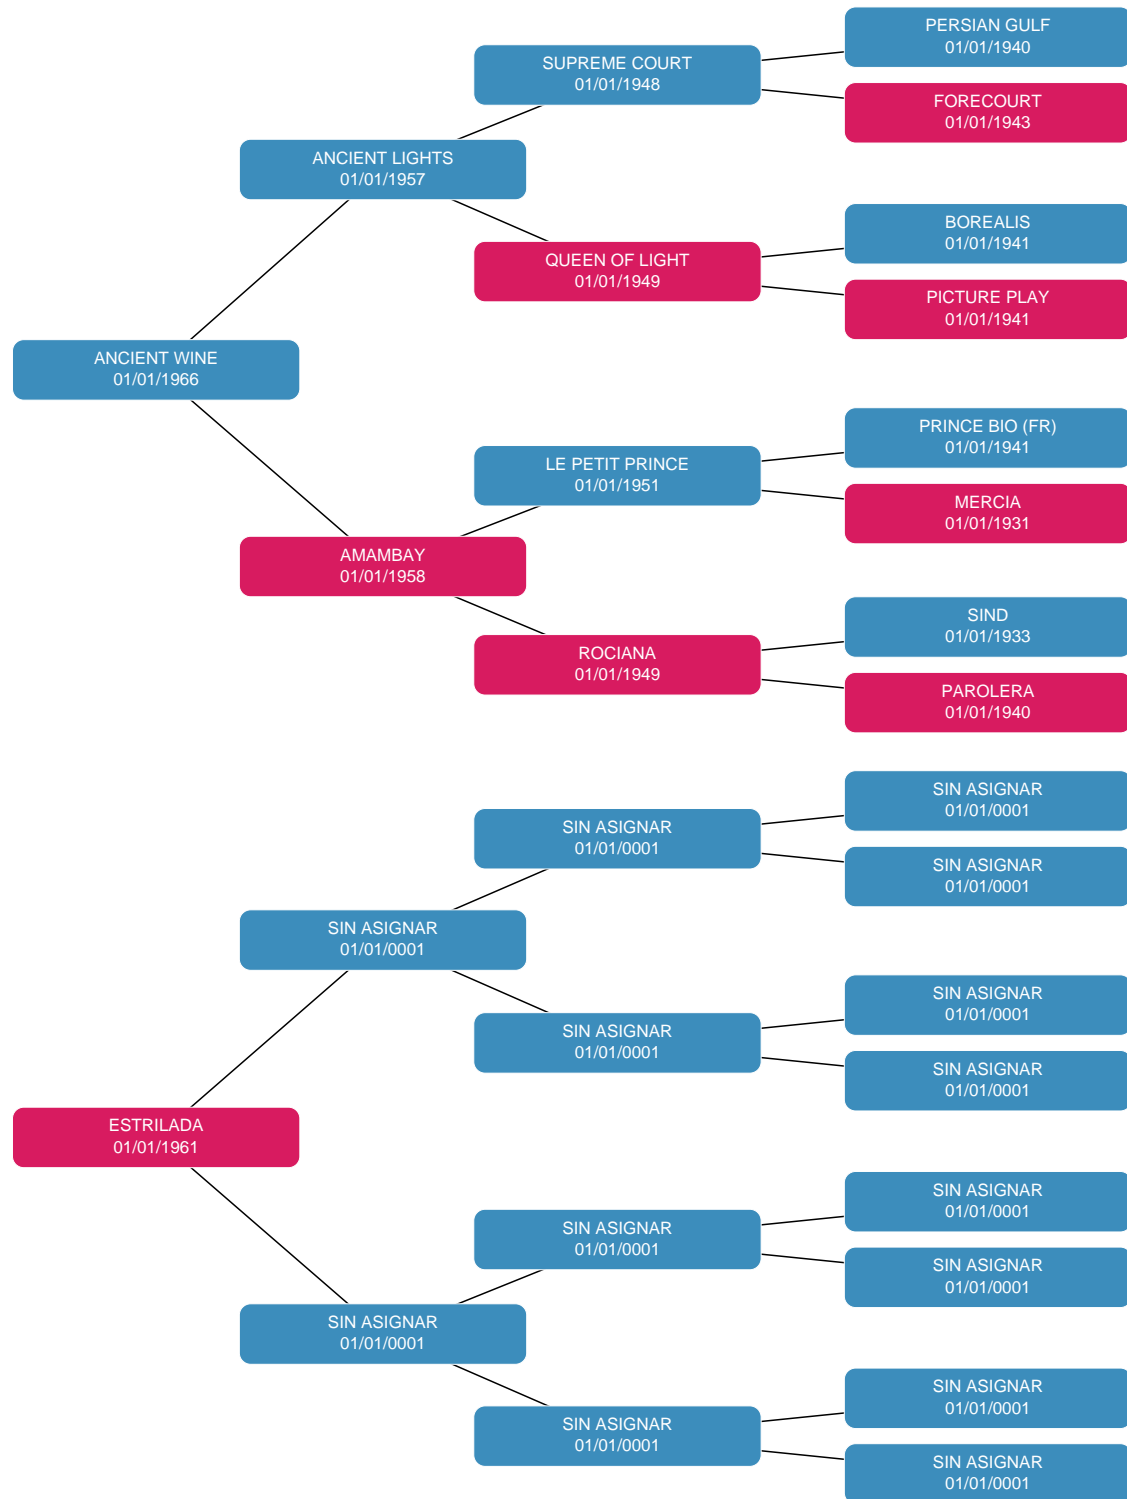 PERSIAN GULF
01/01/1940
SUPREME COURT
01/01/1948
FORECOURT
01/01/1943
ANCIENT LIGHTS
01/01/1957
BOREALIS
01/01/1941
QUEEN OF LIGHT
01/01/1949
PICTURE PLAY
01/01/1941
ANCIENT WINE
01/01/1966
PRINCE BIO (FR)
01/01/1941
LE PETIT PRINCE
01/01/1951
MERCIA
01/01/1931
AMAMBAY
01/01/1958
SIND
01/01/1933
ROCIANA
01/01/1949
PAROLERA
01/01/1940
SIN ASIGNAR
01/01/0001
SIN ASIGNAR
01/01/0001
SIN ASIGNAR
01/01/0001
SIN ASIGNAR
01/01/0001
SIN ASIGNAR
01/01/0001
SIN ASIGNAR
01/01/0001
SIN ASIGNAR
01/01/0001
ESTRILADA
01/01/1961
SIN ASIGNAR
01/01/0001
SIN ASIGNAR
01/01/0001
SIN ASIGNAR
01/01/0001
SIN ASIGNAR
01/01/0001
SIN ASIGNAR
01/01/0001
SIN ASIGNAR
01/01/0001
SIN ASIGNAR
01/01/0001